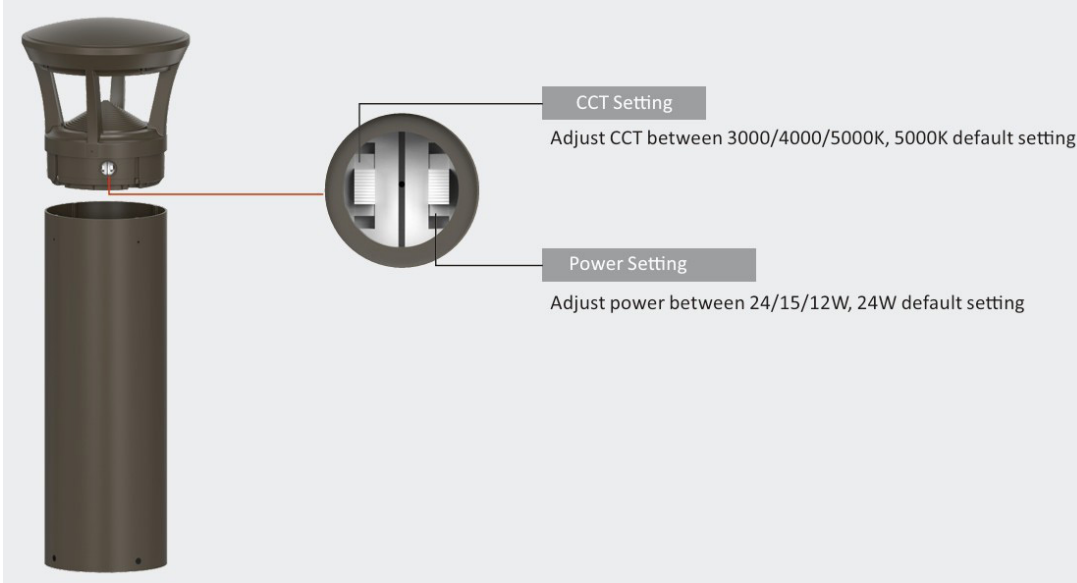 CCT Setting
Adjust CCT between 3000/4000/5000K, 5000K default setting
Power Setting
Adjust power between 24/15/12W, 24W default setting